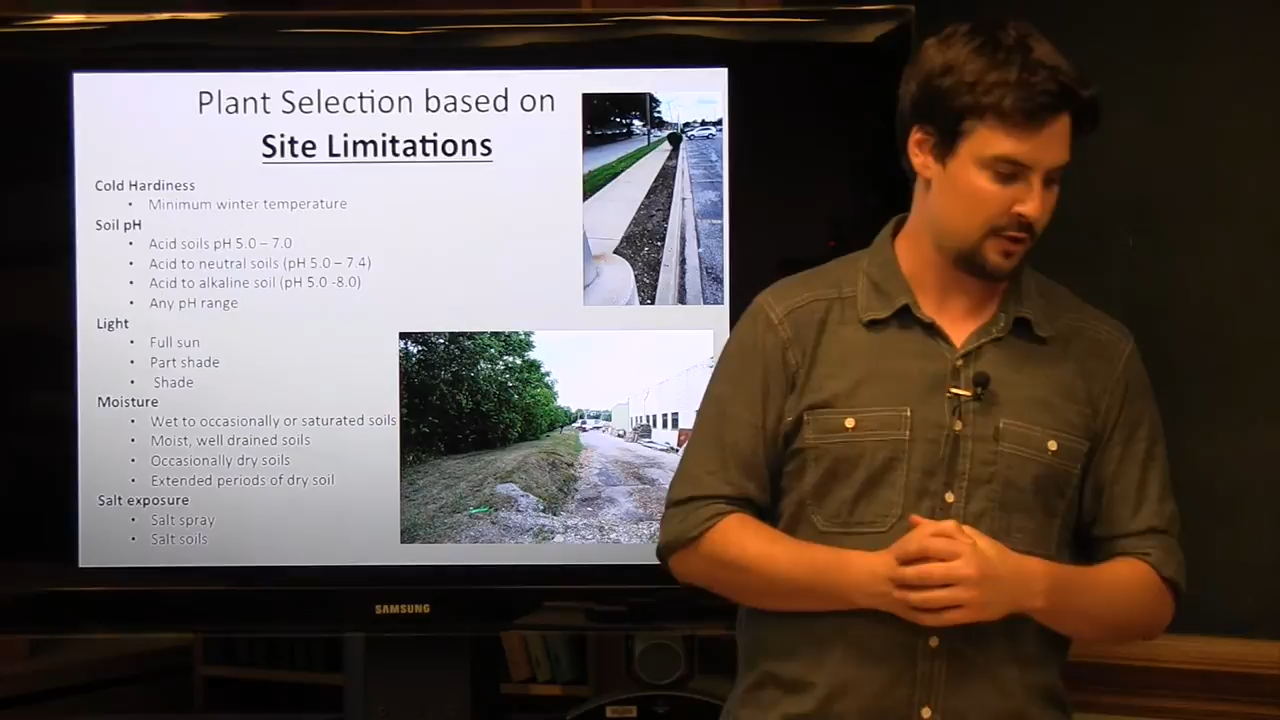 Plant Selection based on
Site Limitations
Cold Hardiness
• Minimum winter temperature
Soil pH
• Acid soils pH 5.0 – 7.0
• Acid to neutral soils (pH 5.0 – 7.4)
• Acid to alkaline soil (pH 5.0 -8.0)
• Any pH range
Light
• Full sun
• Part shade
• Shade
Moisture
• Wet to occasionally or saturated soils
• Moist, well drained soils
• Occasionally dry soils
• Extended periods of dry soil
Salt exposure
• Salt spray
• Salt soils
SAMSUNG